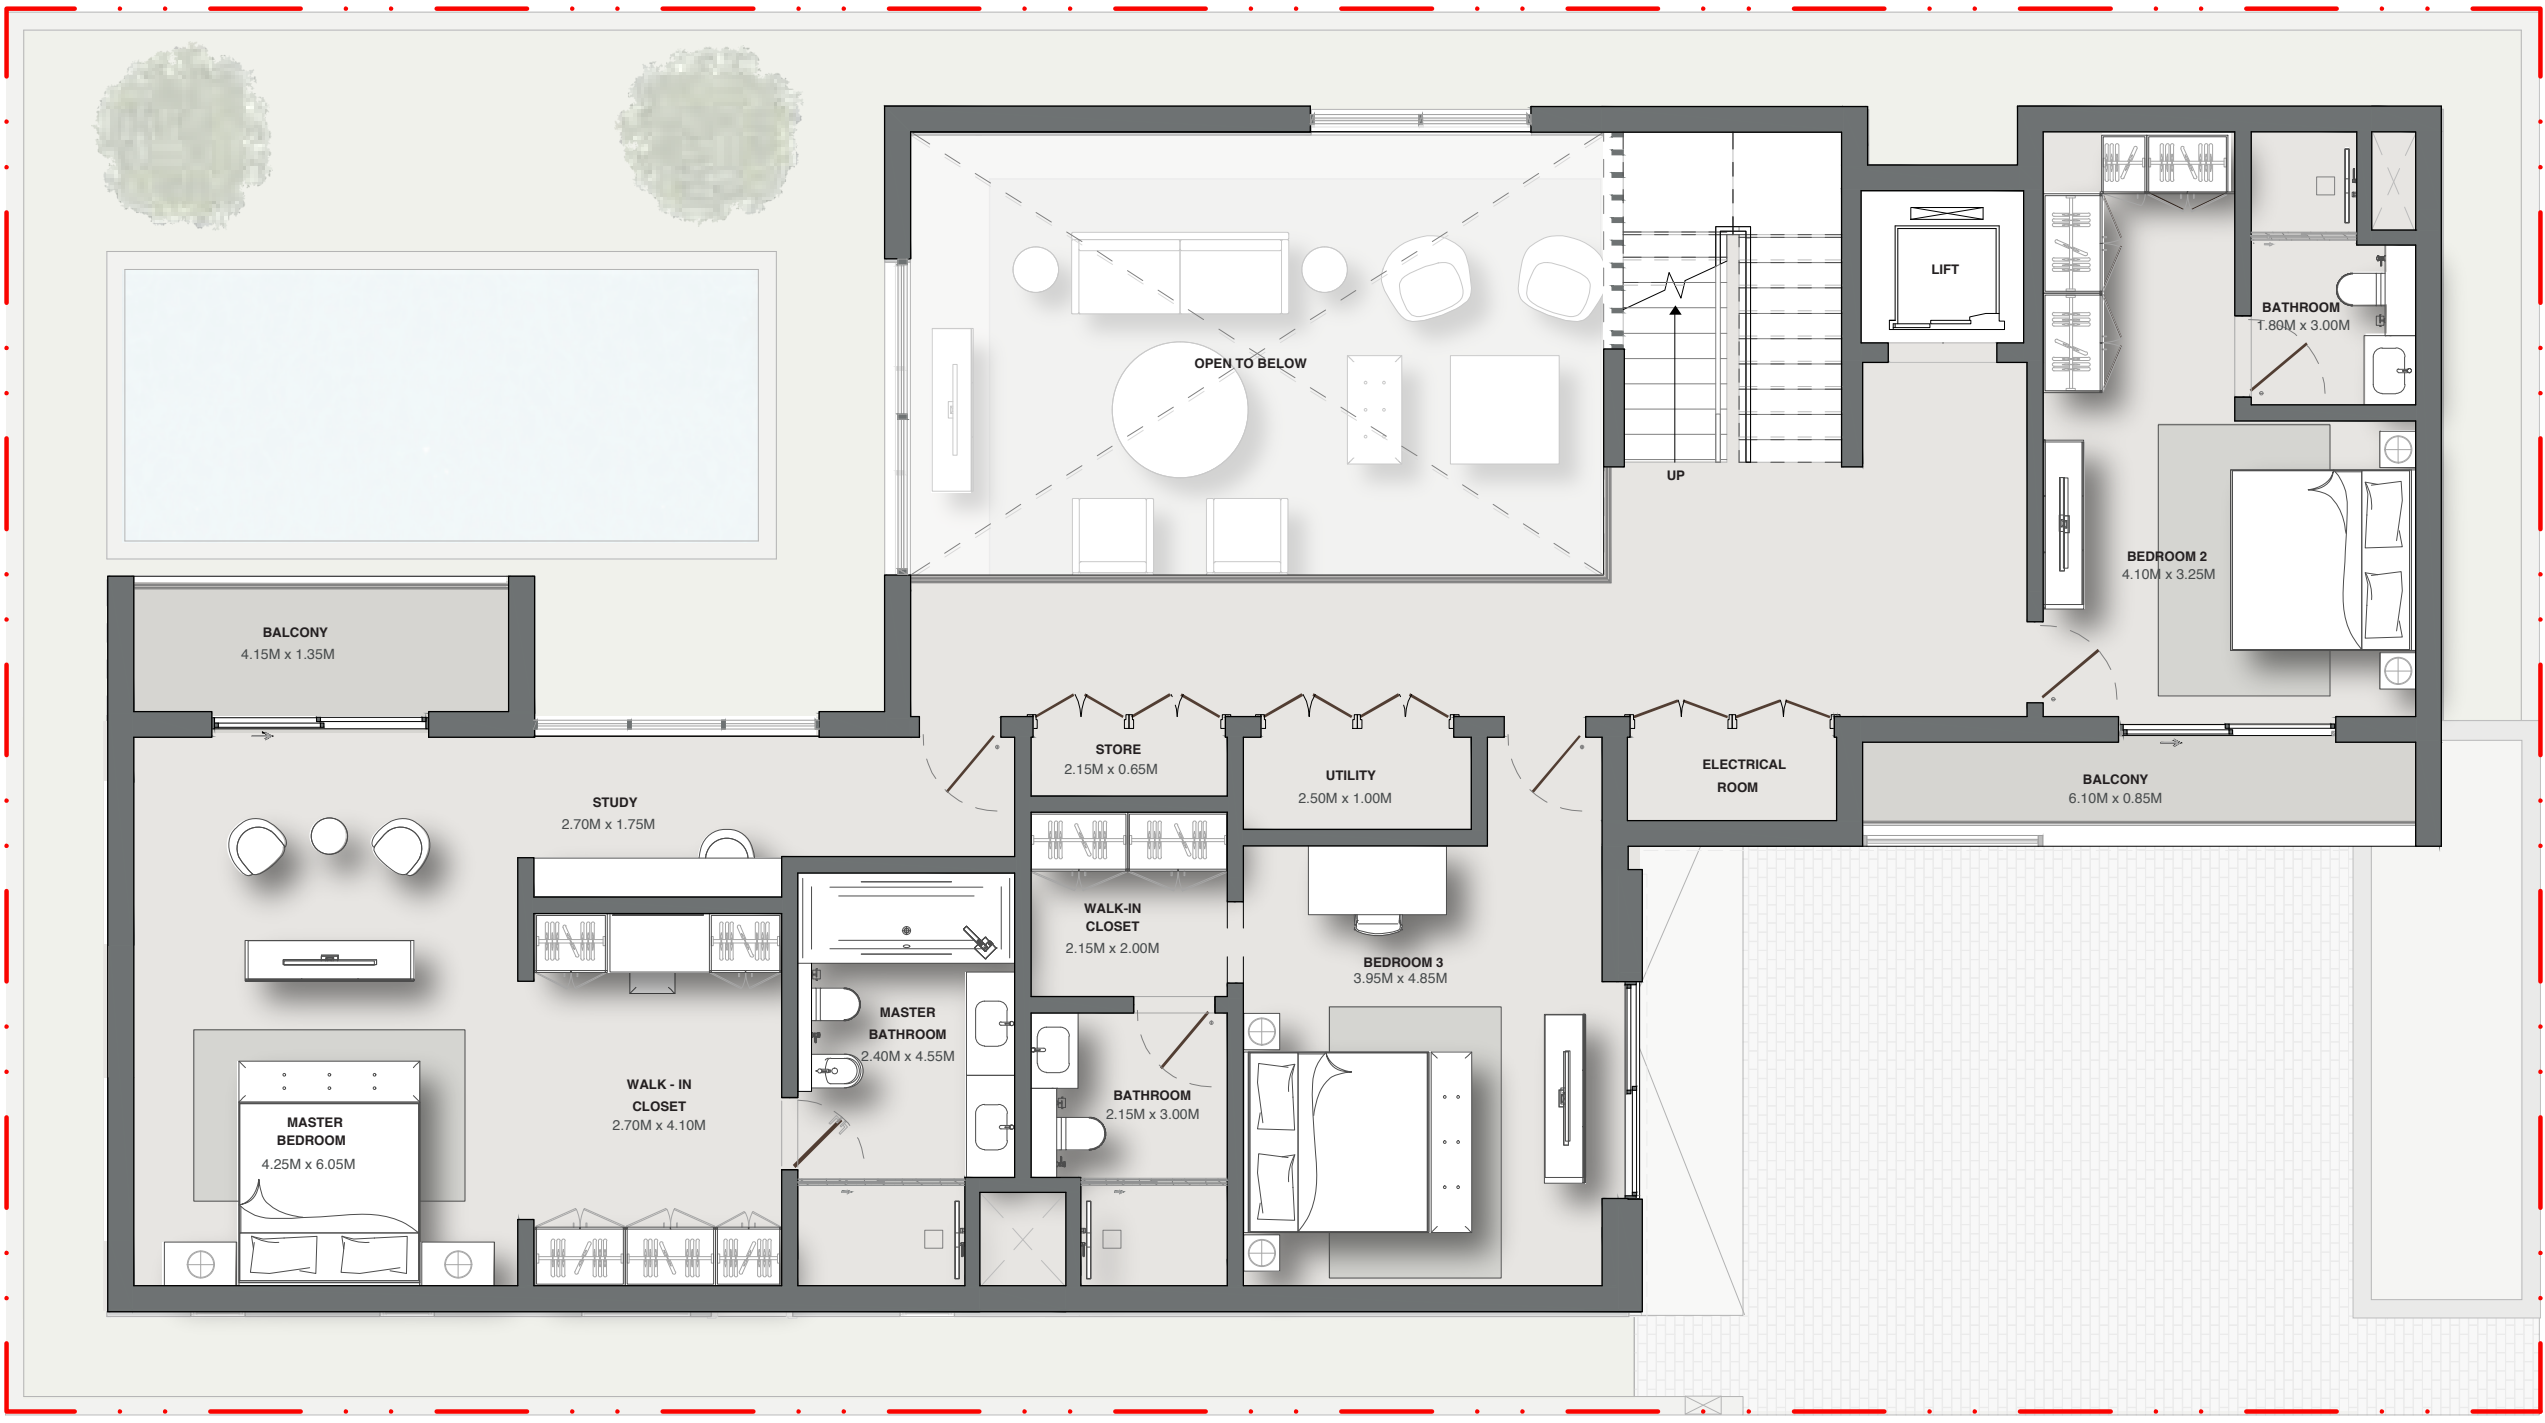 LIFT
BATHROOM
1.80M x 3.00M
OPEN TO BELOW
UP
BEDROOM 2
4.10M x 3.25M
BALCONY
4.15M x 1.35M
STORE
2.15M x 0.65M
UTILITY
2.50M x 1.00M
ELECTRICAL
ROOM
BALCONY
6.10M x 0.85M
STUDY
2.70M x 1.75M
WALK-IN
CLOSET
2.15M x 2.00M
BEDROOM 3
3.95M x 4.85M
MASTER
BATHROOM
2.40M x 4.55M
WALK - IN
CLOSET
2.70M x 4.10M
BATHROOM
2.15M x 3.00M
MASTER
BEDROOM
4.25M x 6.05M